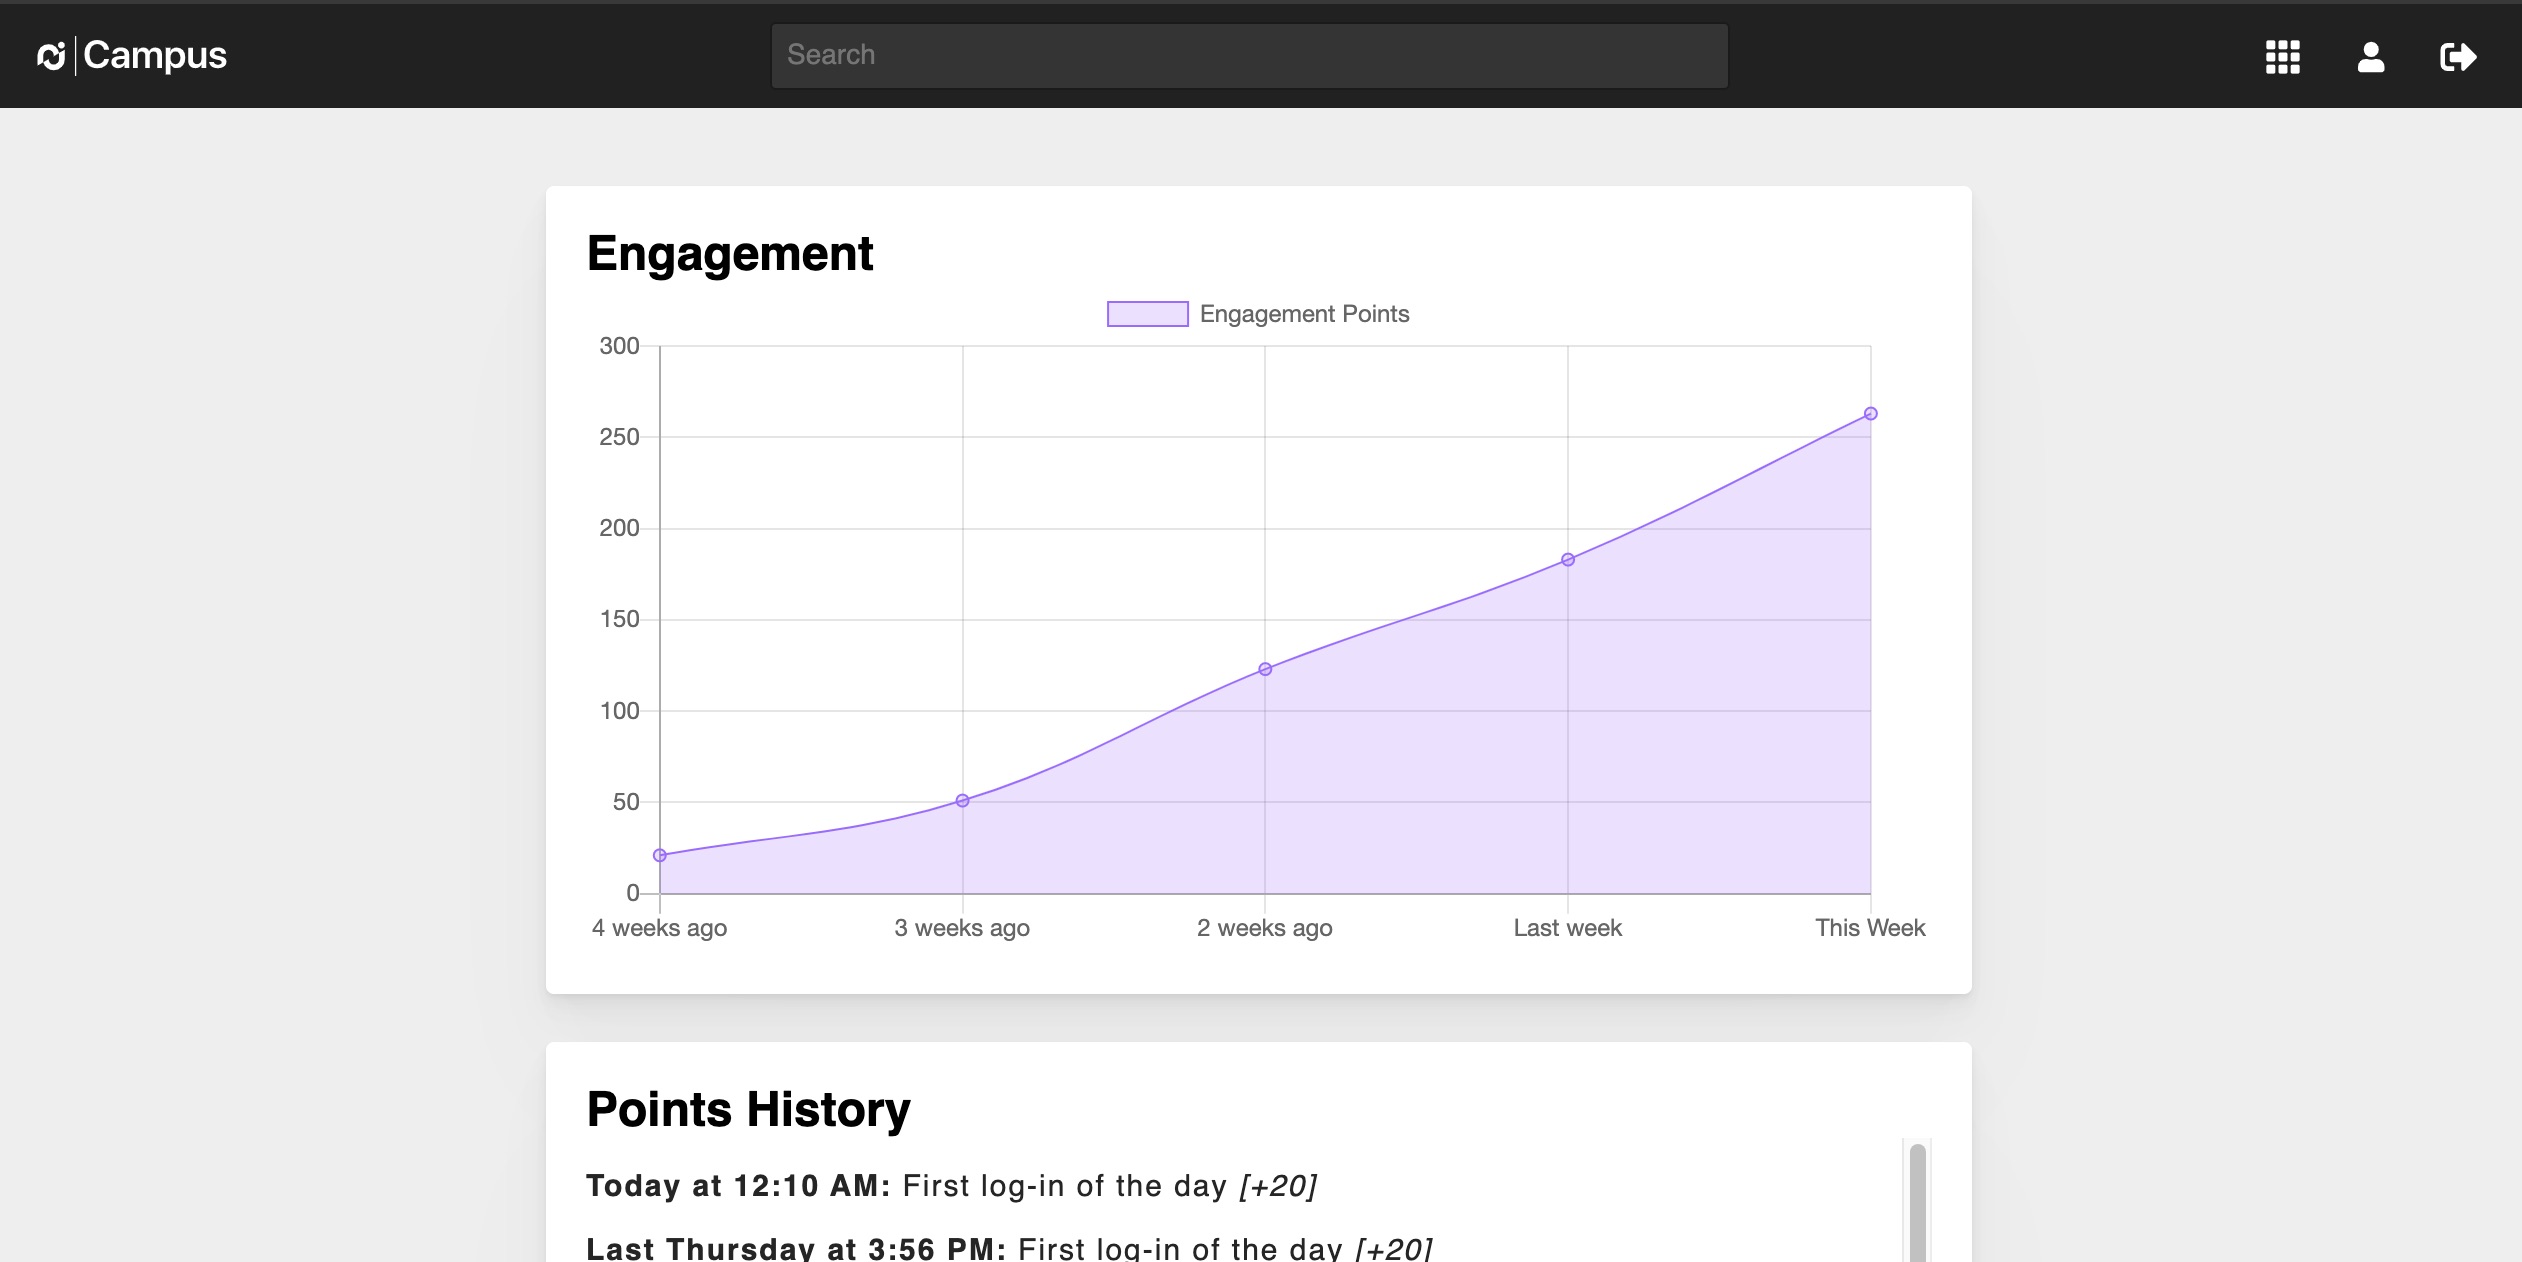 Campus
Search
Engagement
Engagement Points
300
250
200
150
100
50
0
4 weeks ago
3 weeks ago
2 weeks ago
Last week
This Week
Points History
Today at 12:10 AM: First log-in of the day [+20]
Last Thursday at 3:56 PM: First log-in of the day [+20]